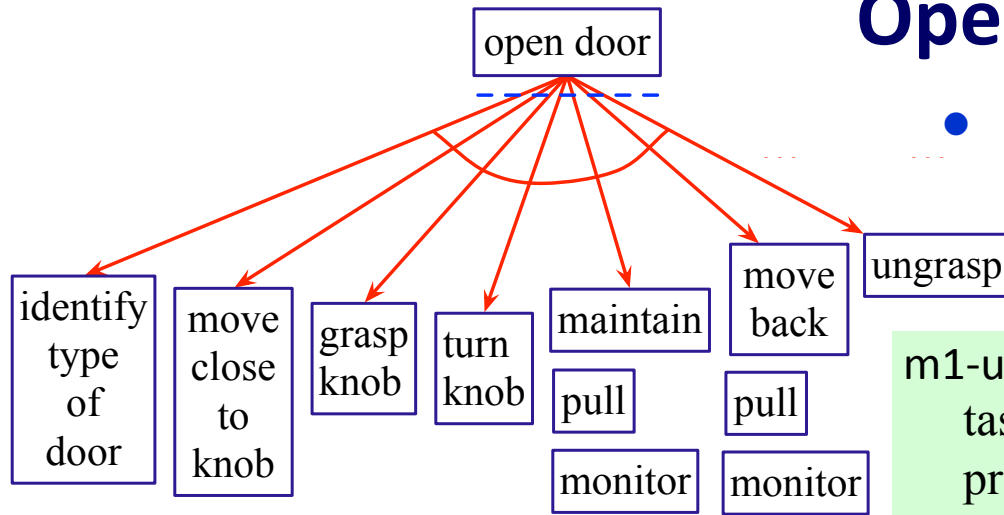 Ope
open door
identify
type
of
door
move
close
to
knob
grasp
knob
turn
knob
maintain
pull
monitor
move
back
pull
monitor
ungrasp
m1-u
tas
pr